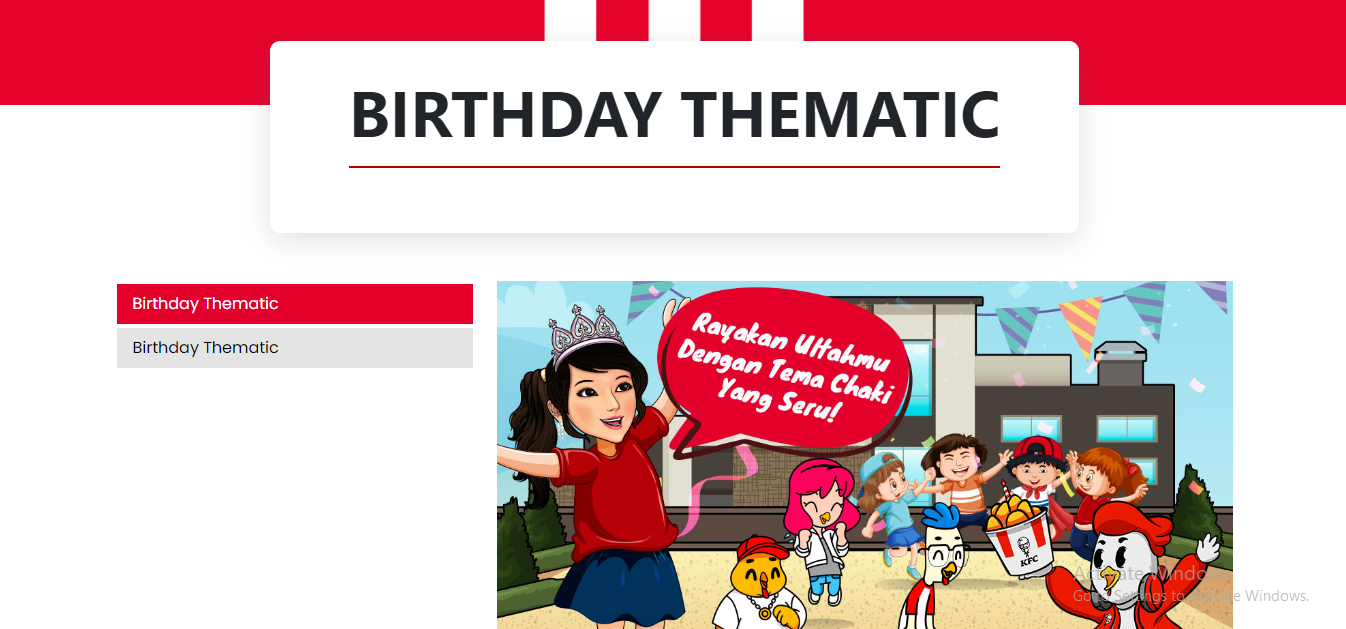 BIRTHDAY THEMATIC
Birthday Thematic
Birthday Thematic
Rayakan Ultahmu
Dengan Tema Chaki
Yang Seru!
KFC
Activate Windows
Go to Settings to activate Windows.